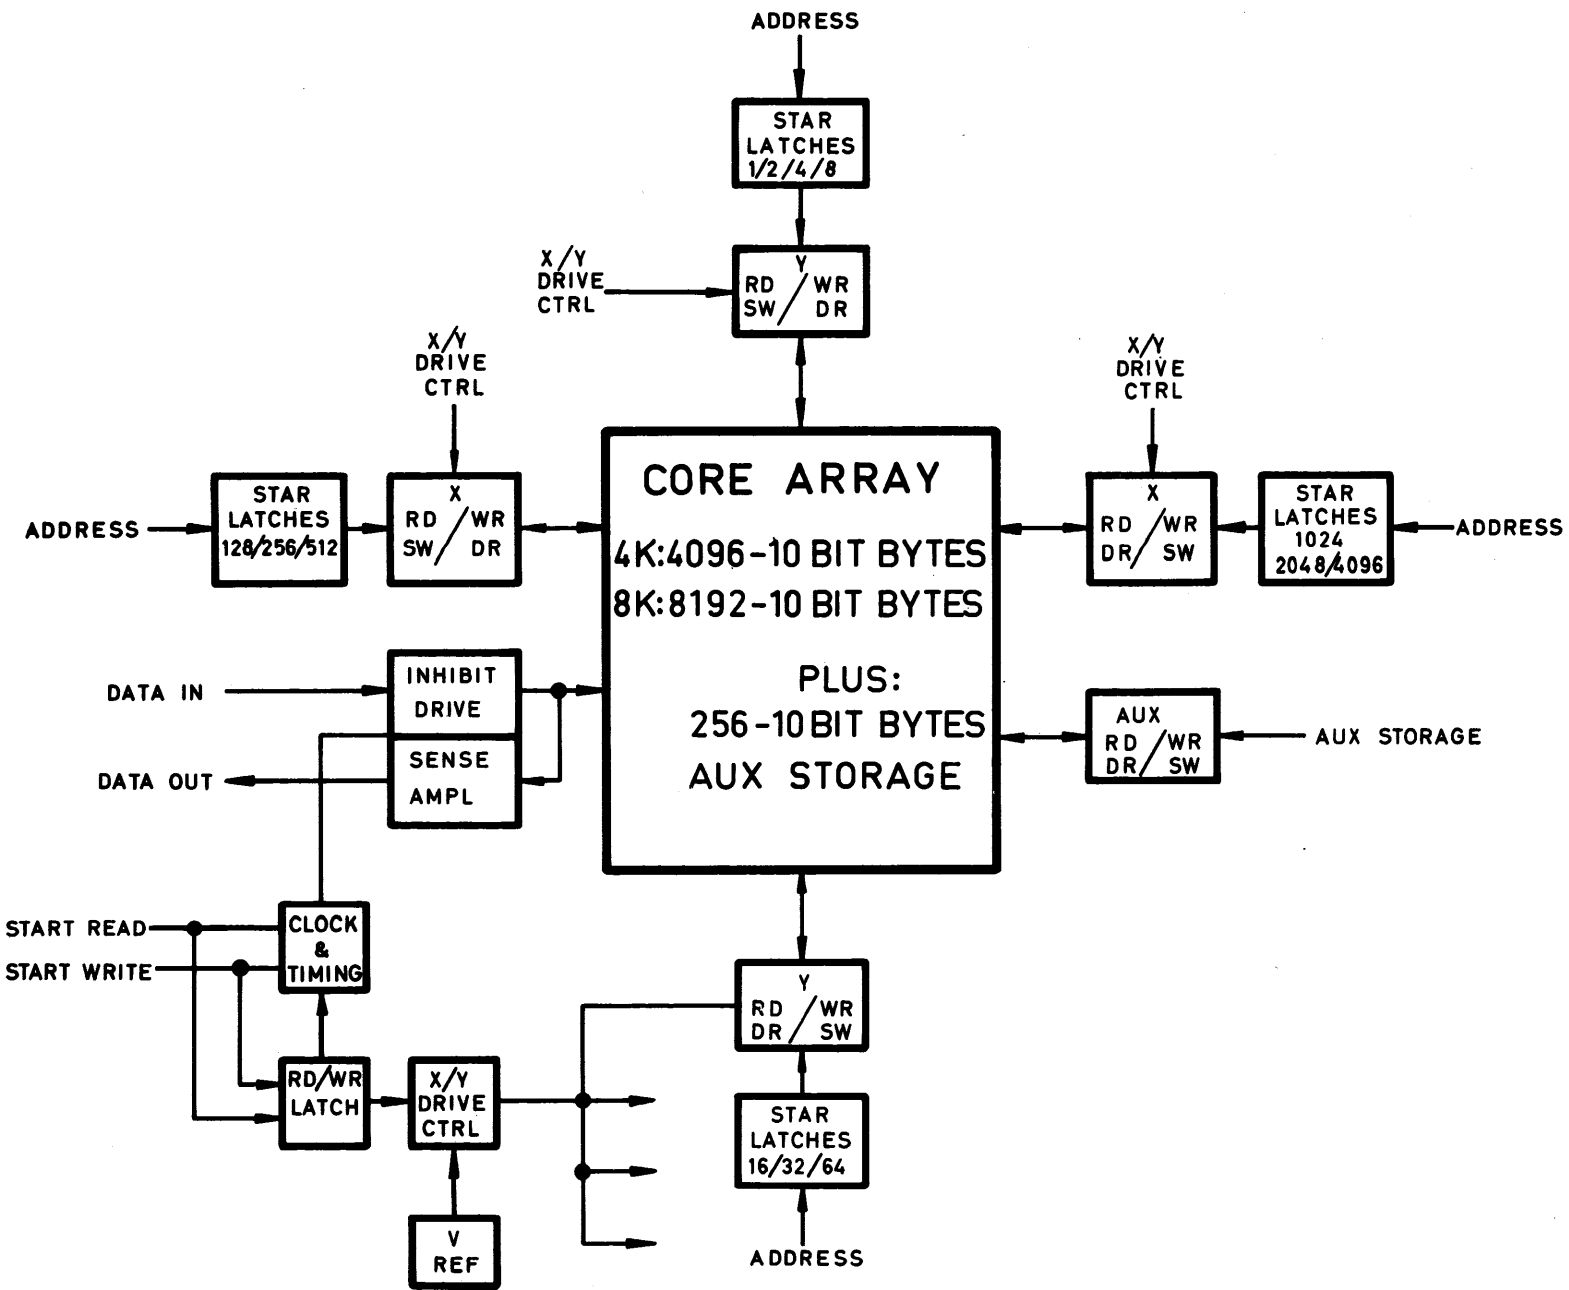 ADDRESS
STAR
LATCHES
1/2/4/8
X/Y
DRIVE
CTRL
Y
RD / WR
SW DR
X/Y
DRIVE
CTRL
X/Y
DRIVE
CTRL
ADDRESS
STAR
LATCHES
128/256/512
X
RD / WR
SW DR
CORE ARRAY
4K:4096-10 BIT BYTES
8K:8192-10 BIT BYTES
PLUS:
256-10 BIT BYTES
AUX STORAGE
X
RD / WR
DR SW
STAR
LATCHES
1024
2048/4096
ADDRESS
DATA IN
INHIBIT
DRIVE
DATA OUT
SENSE
AMPL
AUX
RD / WR
DR SW
AUX STORAGE
START READ
START WRITE
CLOCK
&
TIMING
RD/WR
LATCH
X/Y
DRIVE
CTRL
V
REF
Y
RD / WR
DR SW
STAR
LATCHES
16/32/64
ADDRESS